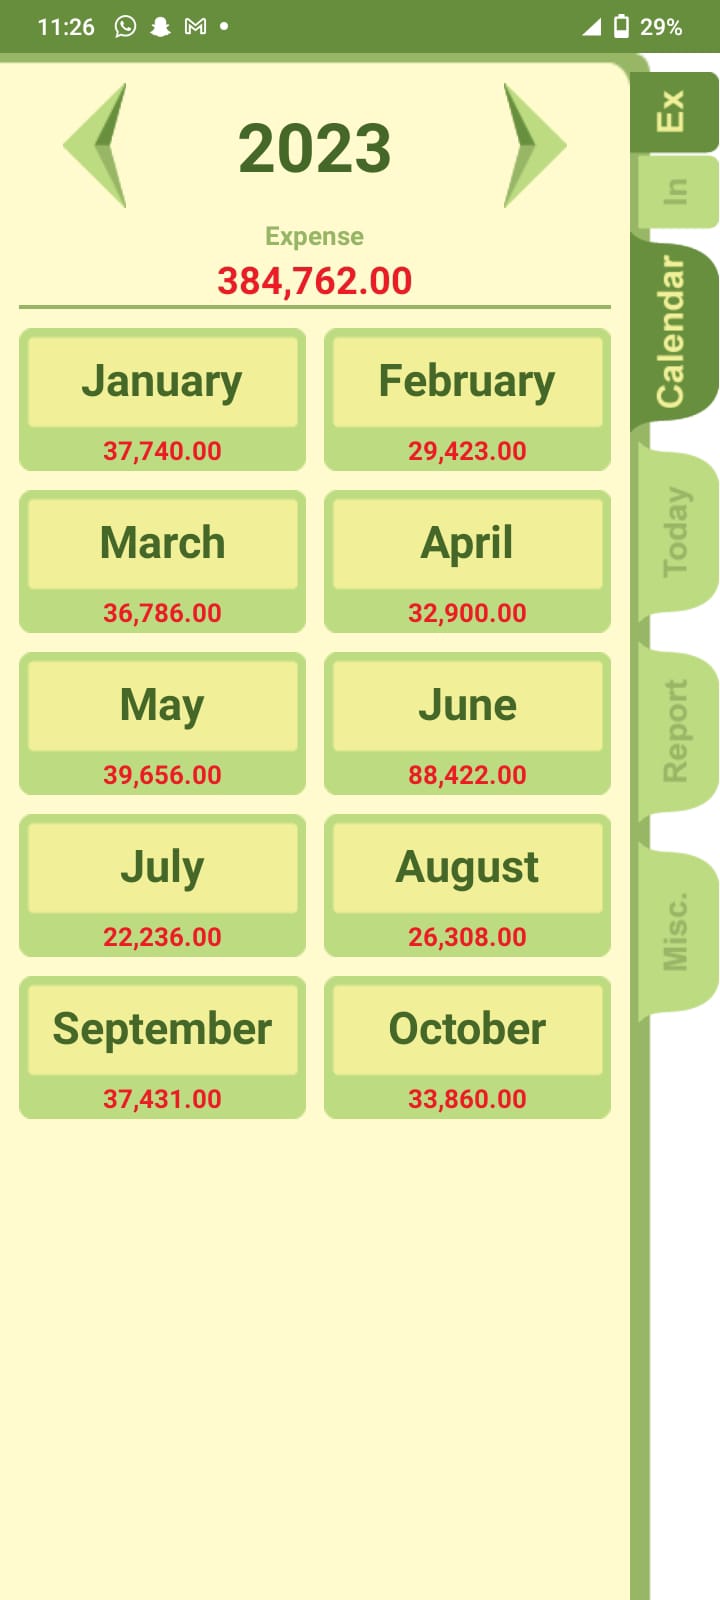 11:26
29%
2023
Expense
384,762.00
January
37,740.00
February
29,423.00
March
36,786.00
April
32,900.00
May
39,656.00
June
88,422.00
July
22,236.00
August
26,308.00
September
37,431.00
October
33,860.00
Ex
In
Calendar
Today
Report
Misc.